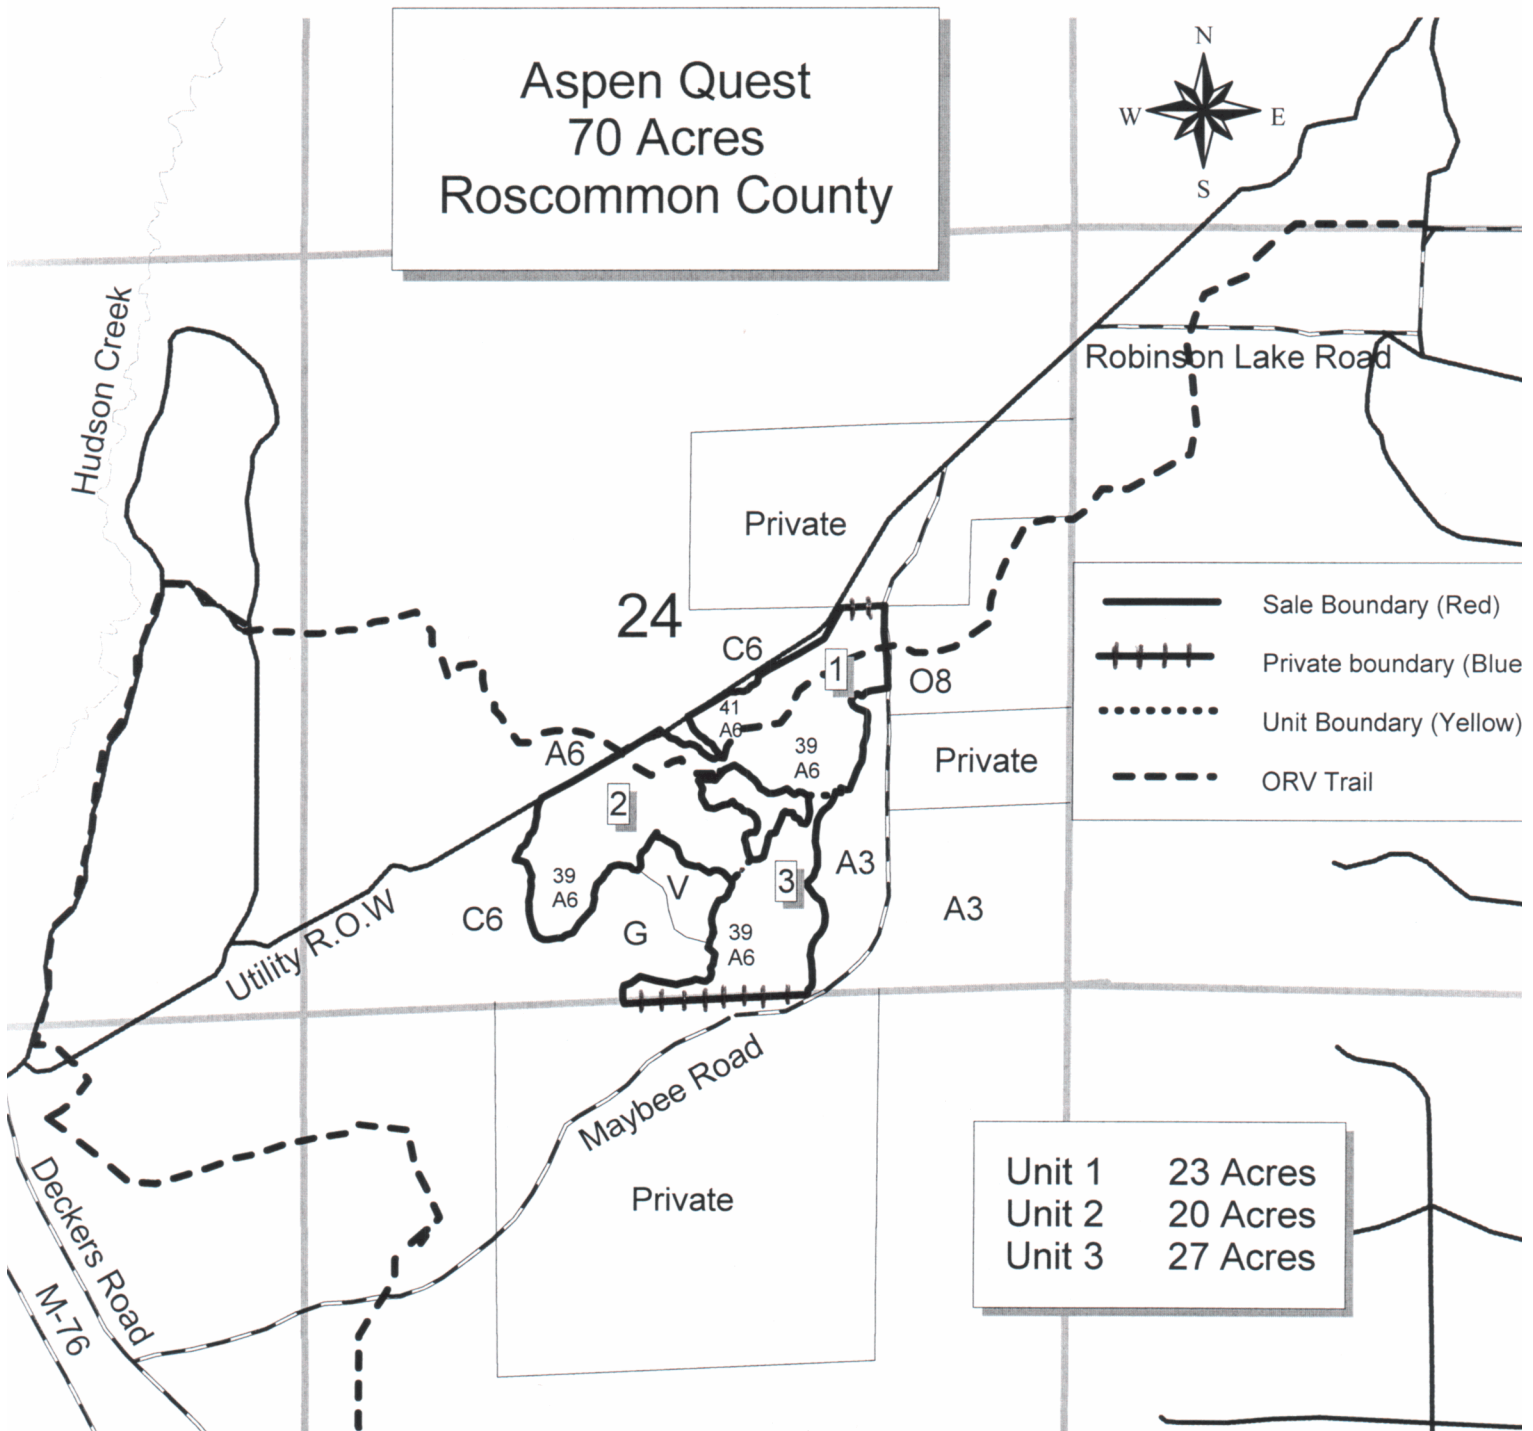 Aspen Quest
70 Acres
Roscommon County
N
W
E
S
Hudson Creek
Robinson Lake Road
Private
24
C6
1
O8
41
A6
39
A6
A6
Private
2
Sale Boundary (Red)
Private boundary (Blue
Unit Boundary (Yellow)
ORV Trail
39
A6
V
3
A3
A3
C6
G
39
A6
Utility R.O.W
Maybee Road
Private
Deckers Road
M-76
Unit 1 23 Acres
Unit 2 20 Acres
Unit 3 27 Acres